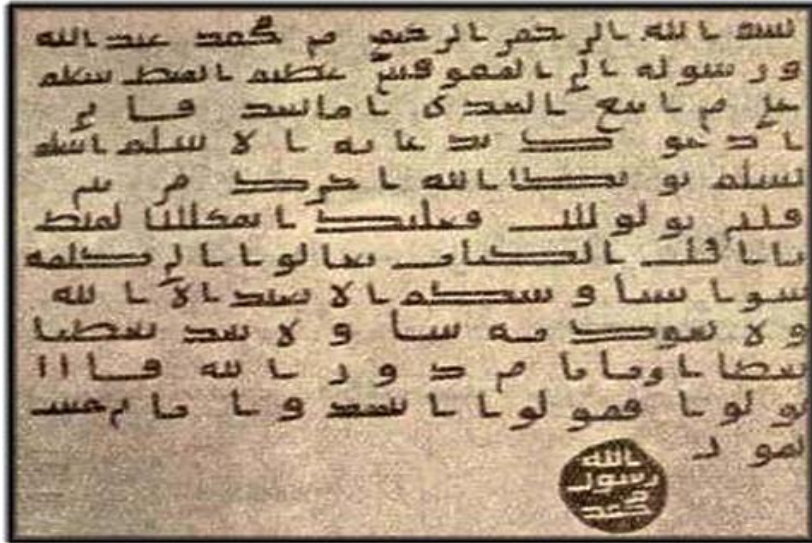 بسم الله الرحمن الرحيم من محمد عبد الله
ورسوله الى المقوقس عظيم القبط سلم
على من اتبع الهدى اما بعد فاني
ادعوك بدعاية الاسلم اسلم
تسلم يؤتك الله اجرك مرتين
فان توليت فعليك القبط
يا اهل الكتاب تعالوا الى كلمة
سوا بيننا وبينكم الا نعبد الا الله
ولا نشرك به شيا ولا يتخذ بعضنا
بعضا اربابا من دون الله فان
تولوا فقولوا اشهدوا بانا مس
لمون
الله
رسول
محمد